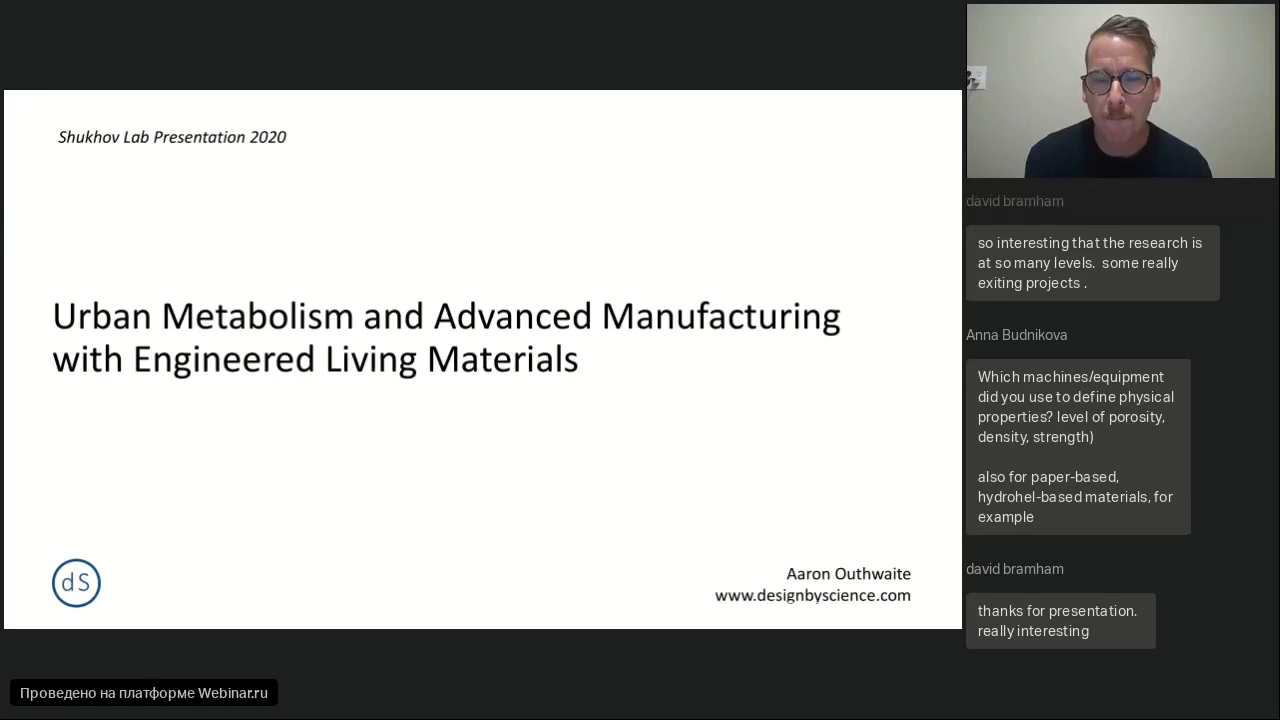 Shukhov Lab Presentation 2020
Urban Metabolism and Advanced Manufacturing
with Engineered Living Materials
dS
Aaron Outhwaite
www.designbyscience.com
Проведено на платформе Webinar.ru
david bramham
so interesting that the research is
at so many levels.  some really
exiting projects .
Anna Budnikova
Which machines/equipment
did you use to define physical
properties? level of porosity,
density, strength)
also for paper-based,
hydrohel-based materials, for
example
david bramham
thanks for presentation.
really interesting